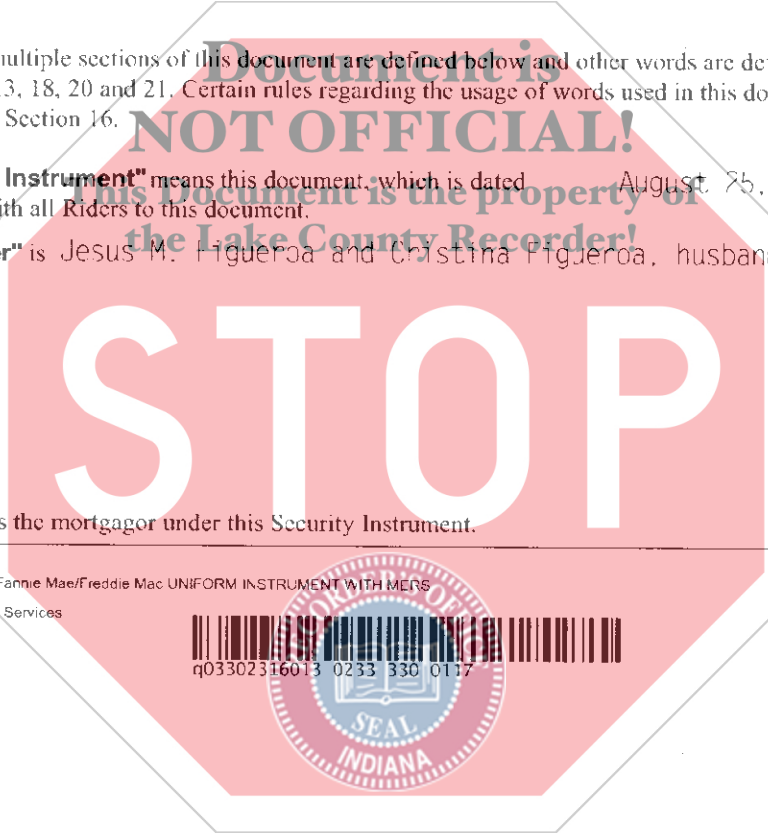 multiple sections of this document are defined below and other words are de
3, 18, 20 and 21. Certain rules regarding the usage of words used in this do
Section 16.
Document is
NOT OFFICIAL!
This Document is the property of
the Lake County Recorder!
Instrument" means this document, which is dated August 25,
ith all Riders to this document.
er" is Jesus M. Figueroa and Cristina Figueroa, husban
STOP
s the mortgagor under this Security Instrument.
Fannie Mae/Freddie Mac UNIFORM INSTRUMENT WITH MERS
Services
q03302316013 0233 330 0117
RECORDER'S OFFICE
SEAL
INDIANA